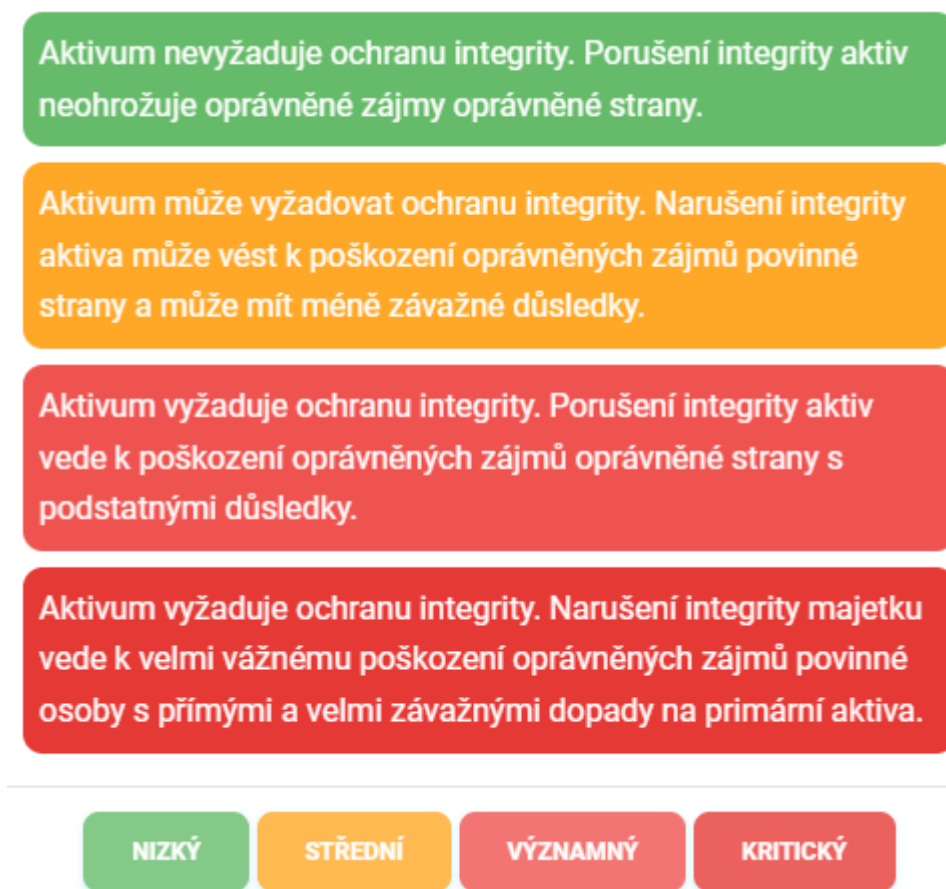 Aktivum nevyžaduje ochranu integrity. Porušení integrity aktiv
neohrožuje oprávněné zájmy oprávněné strany.
Aktivum může vyžadovat ochranu integrity. Narušení integrity
aktiva může vést k poškození oprávněných zájmů povinné
strany a může mít méně závažné důsledky.
Aktivum vyžaduje ochranu integrity. Porušení integrity aktiv
vede k poškození oprávněných zájmů oprávněné strany s
podstatnými důsledky.
Aktivum vyžaduje ochranu integrity. Narušení integrity majetku
vede k velmi vážnému poškození oprávněných zájmů povinné
osoby s přímými a velmi závažnými dopady na primární aktiva.
NIZKÝ STŘEDNÍ VÝZNAMNÝ KRITICKÝ